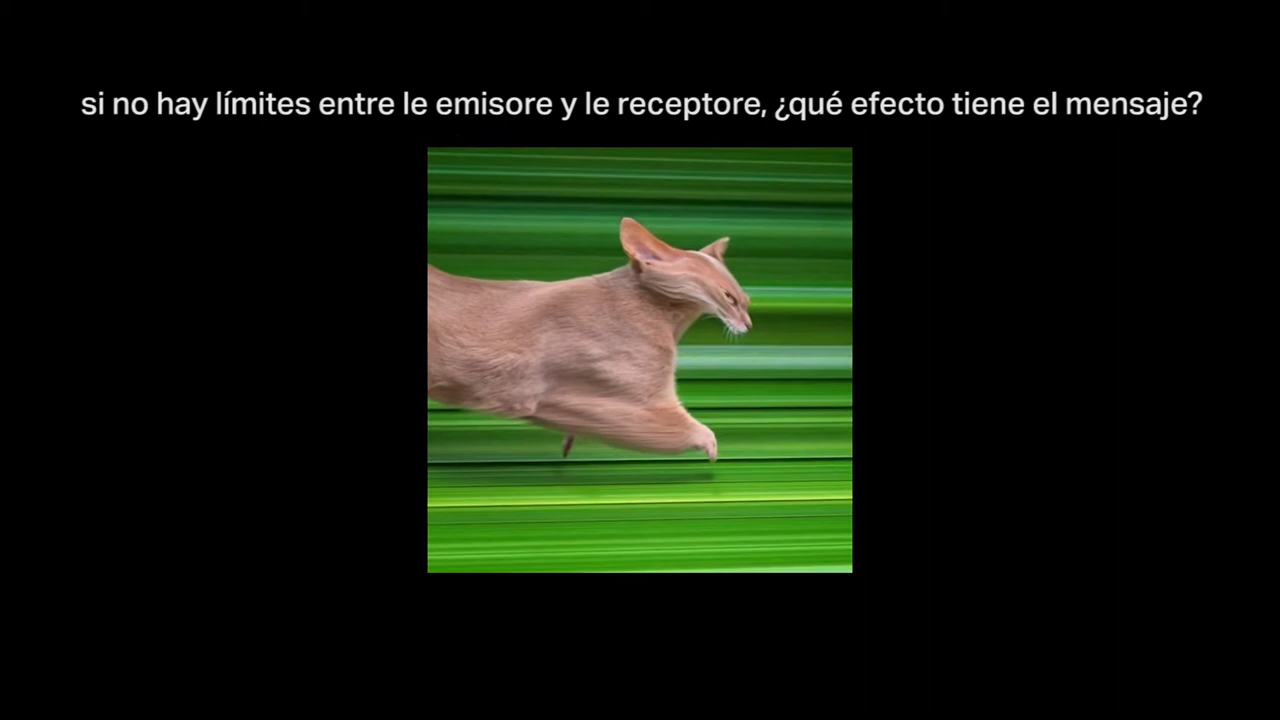 si no hay límites entre le emisore y le receptore, ¿qué efecto tiene el mensaje?